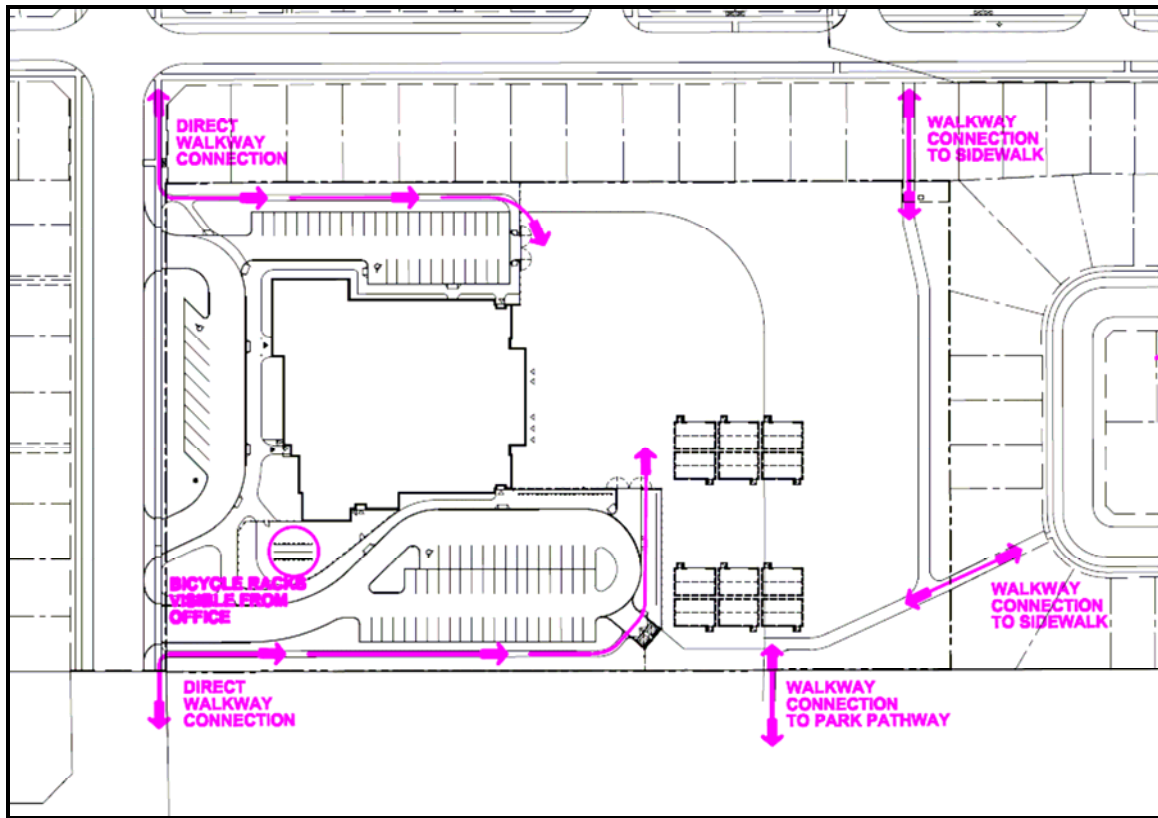 DIRECT
WALKWAY
CONNECTION
WALKWAY
CONNECTION
TO SIDEWALK
BICYCLE RACKS
VISIBLE FROM
OFFICE
WALKWAY
CONNECTION
TO SIDEWALK
DIRECT
WALKWAY
CONNECTION
WALKWAY
CONNECTION
TO PARK PATHWAY